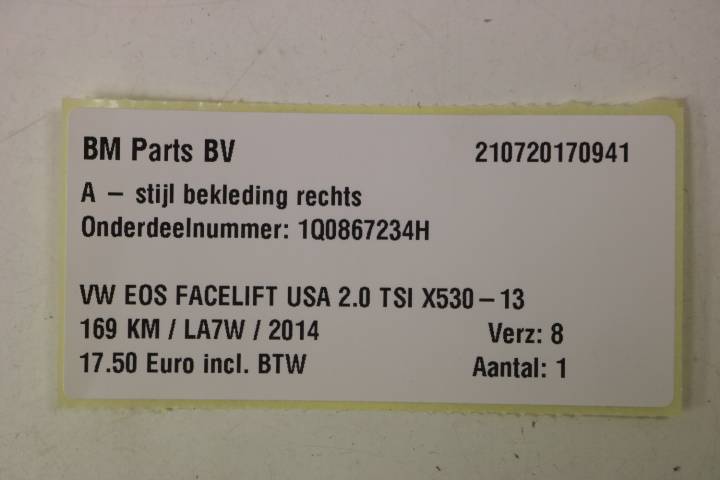 BM Parts BV 210720170941
A – stijl bekleding rechts
Onderdeelnummer: 1Q0867234H
VW EOS FACELIFT USA 2.0 TSI X530 – 13
169 KM / LA7W / 2014 Verz: 8
17.50 Euro incl. BTW Aantal: 1